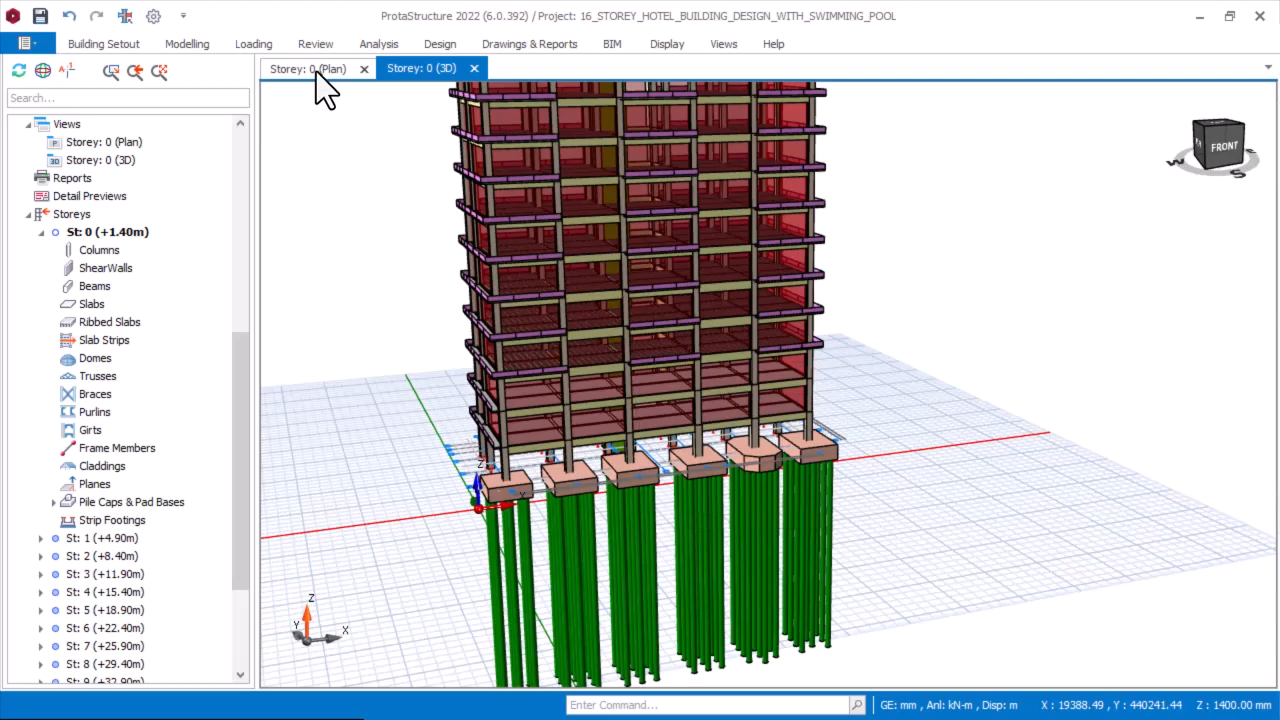 ProtaStructure 2022 (6.0.392) / Project: 16_STOREY_HOTEL_BUILDING_DESIGN_WITH_SWIMMING_POOL
Building Setout Modelling Loading Review Analysis Design Drawings & Reports BIM Display Views Help
Storey: 0 (Plan) Storey: 0 (3D)
Search...
Views
Storey: 0 (Plan)
Storey: 0 (3D)
Reports
Detail Previews
Storeys
St: 0 (+1.40m)
Columns
ShearWalls
Beams
Slabs
Ribbed Slabs
Slab Strips
Domes
Trusses
Braces
Purlins
Girts
Frame Members
Claddings
Planes
Pile Caps & Pad Bases
Strip Footings
St: 1 (+4.90m)
St: 2 (+8.40m)
St: 3 (+11.90m)
St: 4 (+15.40m)
St: 5 (+18.90m)
St: 6 (+22.40m)
St: 7 (+25.90m)
St: 8 (+29.40m)
St: 9 (+32.90m)
FRONT
W
S
Z
Y
Z
Y
X
Enter Command...
GE: mm , Anl: kN-m , Disp: m X : 19388.49 , Y : 440241.44 Z : 1400.00 mm